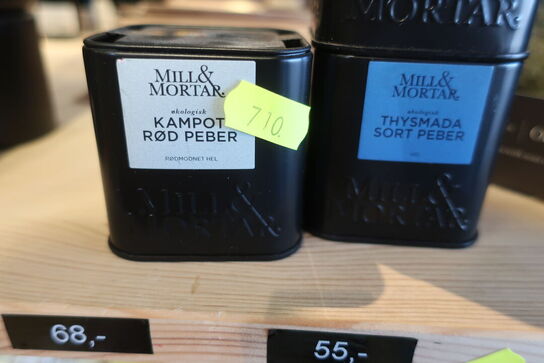 MILL&
MORTAR
økologisk
KAMPOT
RØD PEBER
RØDMODNET HEL
710
MILL &
MORTAR
MORTAR
MILL&
MORTAR
økologisk
THYSMADA
SORT PEBER
HEL
MILL &
MORTAR
68,-
55,-